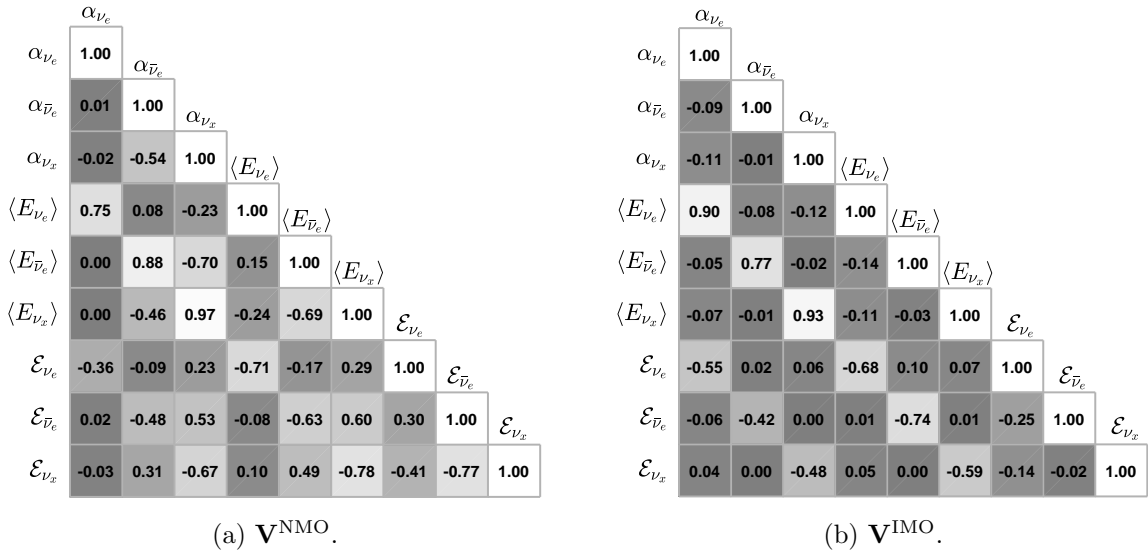 α_{ν_e} α_{ν_e}
α_{ν_e} 1.00 α_{ν̄_e} 1.00 α_{ν̄_e}
α_{ν̄_e} 0.01 1.00 α_{ν_x} α_{ν̄_e} -0.09 1.00 α_{ν_x}
α_{ν_x} -0.02 -0.54 1.00 ⟨E_{ν_e}⟩ α_{ν_x} -0.11 -0.01 1.00 ⟨E_{ν_e}⟩
⟨E_{ν_e}⟩ 0.75 0.08 -0.23 1.00 ⟨E_{ν̄_e}⟩ ⟨E_{ν_e}⟩ 0.90 -0.08 -0.12 1.00 ⟨E_{ν̄_e}⟩
⟨E_{ν̄_e}⟩ 0.00 0.88 -0.70 0.15 1.00 ⟨E_{ν_x}⟩ ⟨E_{ν̄_e}⟩ -0.05 0.77 -0.02 -0.14 1.00 ⟨E_{ν_x}⟩
⟨E_{ν_x}⟩ 0.00 -0.46 0.97 -0.24 -0.69 1.00 ℰ_{ν_e} ⟨E_{ν_x}⟩ -0.07 -0.01 0.93 -0.11 -0.03 1.00 ℰ_{ν_e}
ℰ_{ν_e} -0.36 -0.09 0.23 -0.71 -0.17 0.29 1.00 ℰ_{ν̄_e} ℰ_{ν_e} -0.55 0.02 0.06 -0.68 0.10 0.07 1.00 ℰ_{ν̄_e}
ℰ_{ν̄_e} 0.02 -0.48 0.53 -0.08 -0.63 0.60 0.30 1.00 ℰ_{ν_x} ℰ_{ν̄_e} -0.06 -0.42 0.00 0.01 -0.74 0.01 -0.25 1.00 ℰ_{ν_x}
ℰ_{ν_x} -0.03 0.31 -0.67 0.10 0.49 -0.78 -0.41 -0.77 1.00 ℰ_{ν_x} 0.04 0.00 -0.48 0.05 0.00 -0.59 -0.14 -0.02 1.00
(a) V^{NMO}. (b) V^{IMO}.